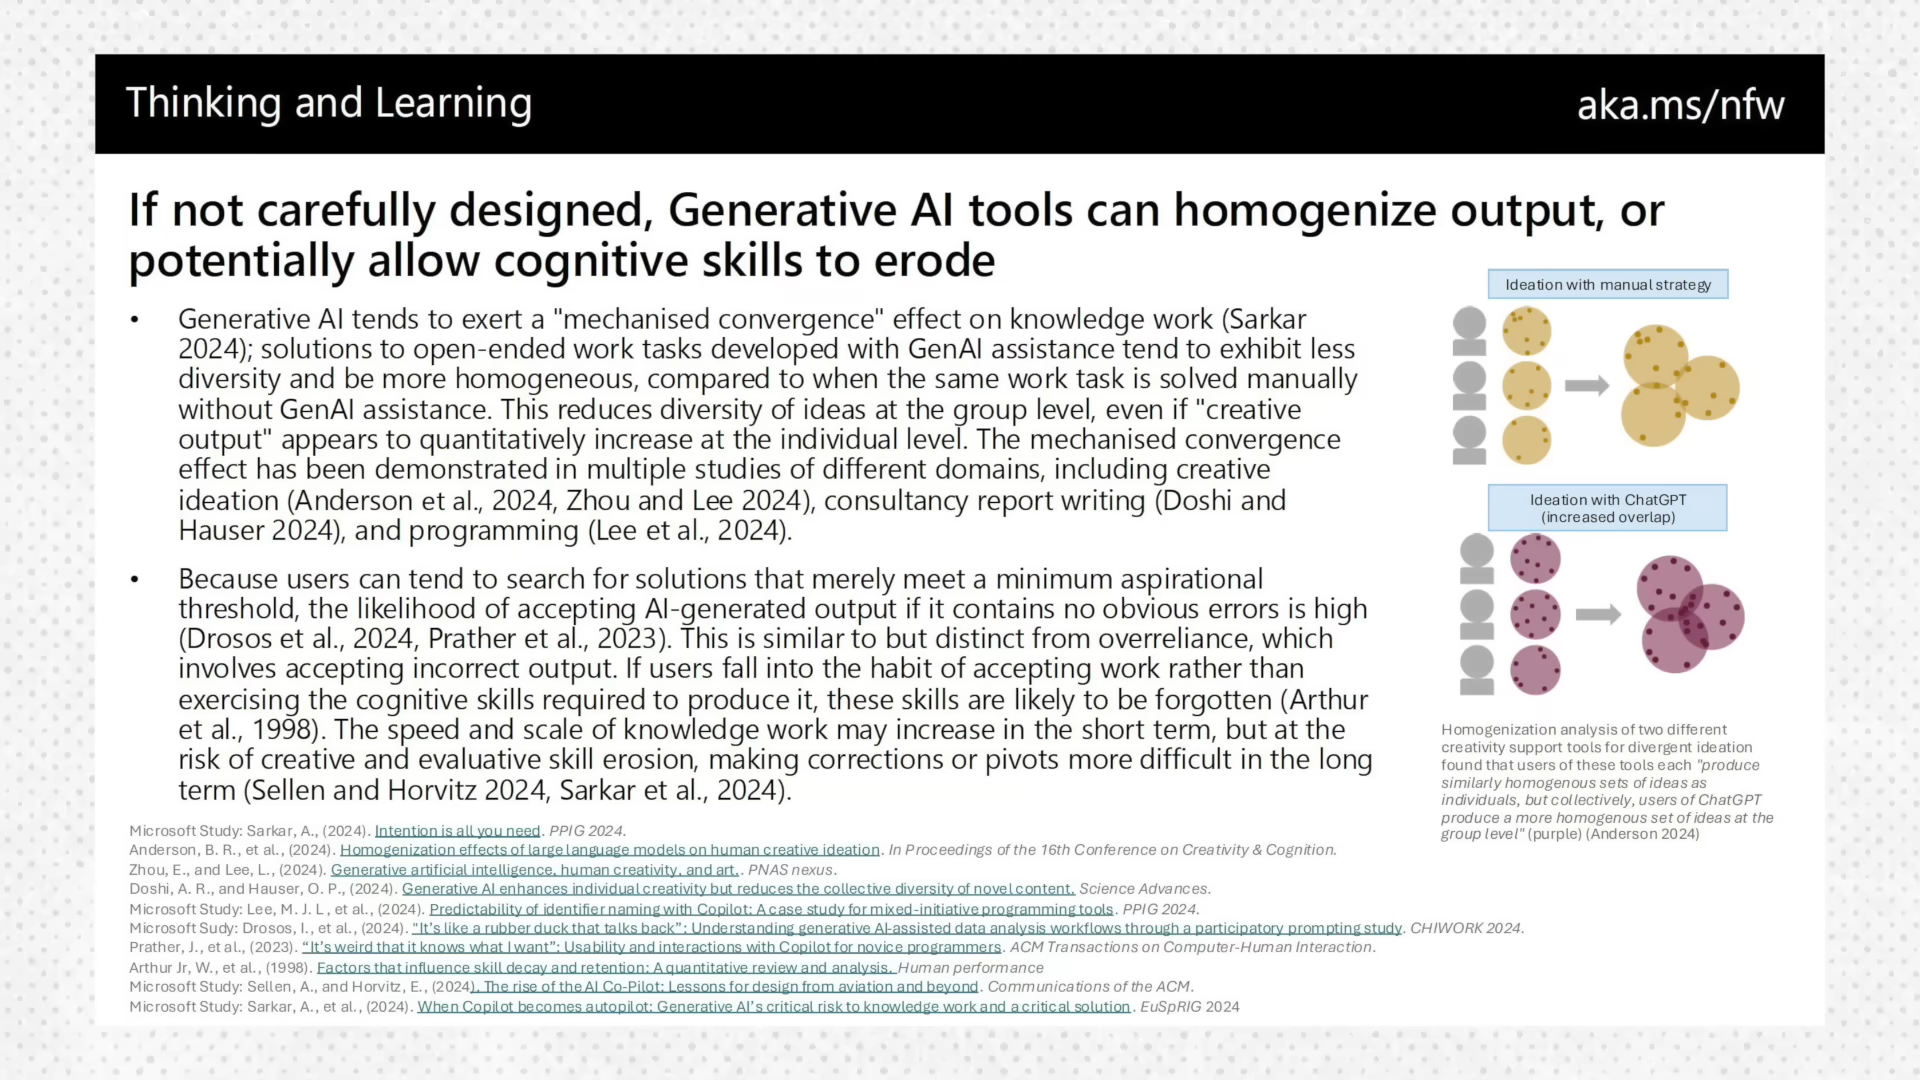 Thinking and Learning
aka.ms/nfw
If not carefully designed, Generative AI tools can homogenize output, or
potentially allow cognitive skills to erode
• Generative AI tends to exert a "mechanised convergence" effect on knowledge work (Sarkar
2024); solutions to open-ended work tasks developed with GenAI assistance tend to exhibit less
diversity and be more homogeneous, compared to when the same work task is solved manually
without GenAI assistance. This reduces diversity of ideas at the group level, even if "creative
output" appears to quantitatively increase at the individual level. The mechanised convergence
effect has been demonstrated in multiple studies of different domains, including creative
ideation (Anderson et al., 2024, Zhou and Lee 2024), consultancy report writing (Doshi and
Hauser 2024), and programming (Lee et al., 2024).
• Because users can tend to search for solutions that merely meet a minimum aspirational
threshold, the likelihood of accepting AI-generated output if it contains no obvious errors is high
(Drosos et al., 2024, Prather et al., 2023). This is similar to but distinct from overreliance, which
involves accepting incorrect output. If users fall into the habit of accepting work rather than
exercising the cognitive skills required to produce it, these skills are likely to be forgotten (Arthur
et al., 1998). The speed and scale of knowledge work may increase in the short term, but at the
risk of creative and evaluative skill erosion, making corrections or pivots more difficult in the long
term (Sellen and Horvitz 2024, Sarkar et al., 2024).
Ideation with manual strategy
Ideation with ChatGPT
(increased overlap)
Homogenization analysis of two different
creativity support tools for divergent ideation
found that users of these tools each "produce
similarly homogenous sets of ideas as
individuals, but collectively, users of ChatGPT
produce a more homogenous set of ideas at the
group level" (purple) (Anderson 2024)
Microsoft Study: Sarkar, A., (2024). Intention is all you need. PPIG 2024.
Anderson, B. R., et al., (2024). Homogenization effects of large language models on human creative ideation. In Proceedings of the 16th Conference on Creativity & Cognition.
Zhou, E., and Lee, L., (2024). Generative artificial intelligence, human creativity, and art.. PNAS nexus.
Doshi, A. R., and Hauser, O. P., (2024). Generative AI enhances individual creativity but reduces the collective diversity of novel content. Science Advances.
Microsoft Study: Lee, M. J. L , et al., (2024). Predictability of identifier naming with Copilot: A case study for mixed-initiative programming tools. PPIG 2024.
Microsoft Sudy: Drosos, I., et al., (2024). "It's like a rubber duck that talks back": Understanding generative AI-assisted data analysis workflows through a participatory prompting study. CHIWORK 2024.
Prather, J., et al., (2023). "It's weird that it knows what I want": Usability and interactions with Copilot for novice programmers. ACM Transactions on Computer-Human Interaction.
Arthur Jr, W., et al., (1998). Factors that influence skill decay and retention: A quantitative review and analysis. Human performance
Microsoft Study: Sellen, A., and Horvitz, E., (2024). The rise of the AI Co-Pilot: Lessons for design from aviation and beyond. Communications of the ACM.
Microsoft Study: Sarkar, A., et al., (2024). When Copilot becomes autopilot: Generative AI's critical risk to knowledge work and a critical solution. EuSpRIG 2024